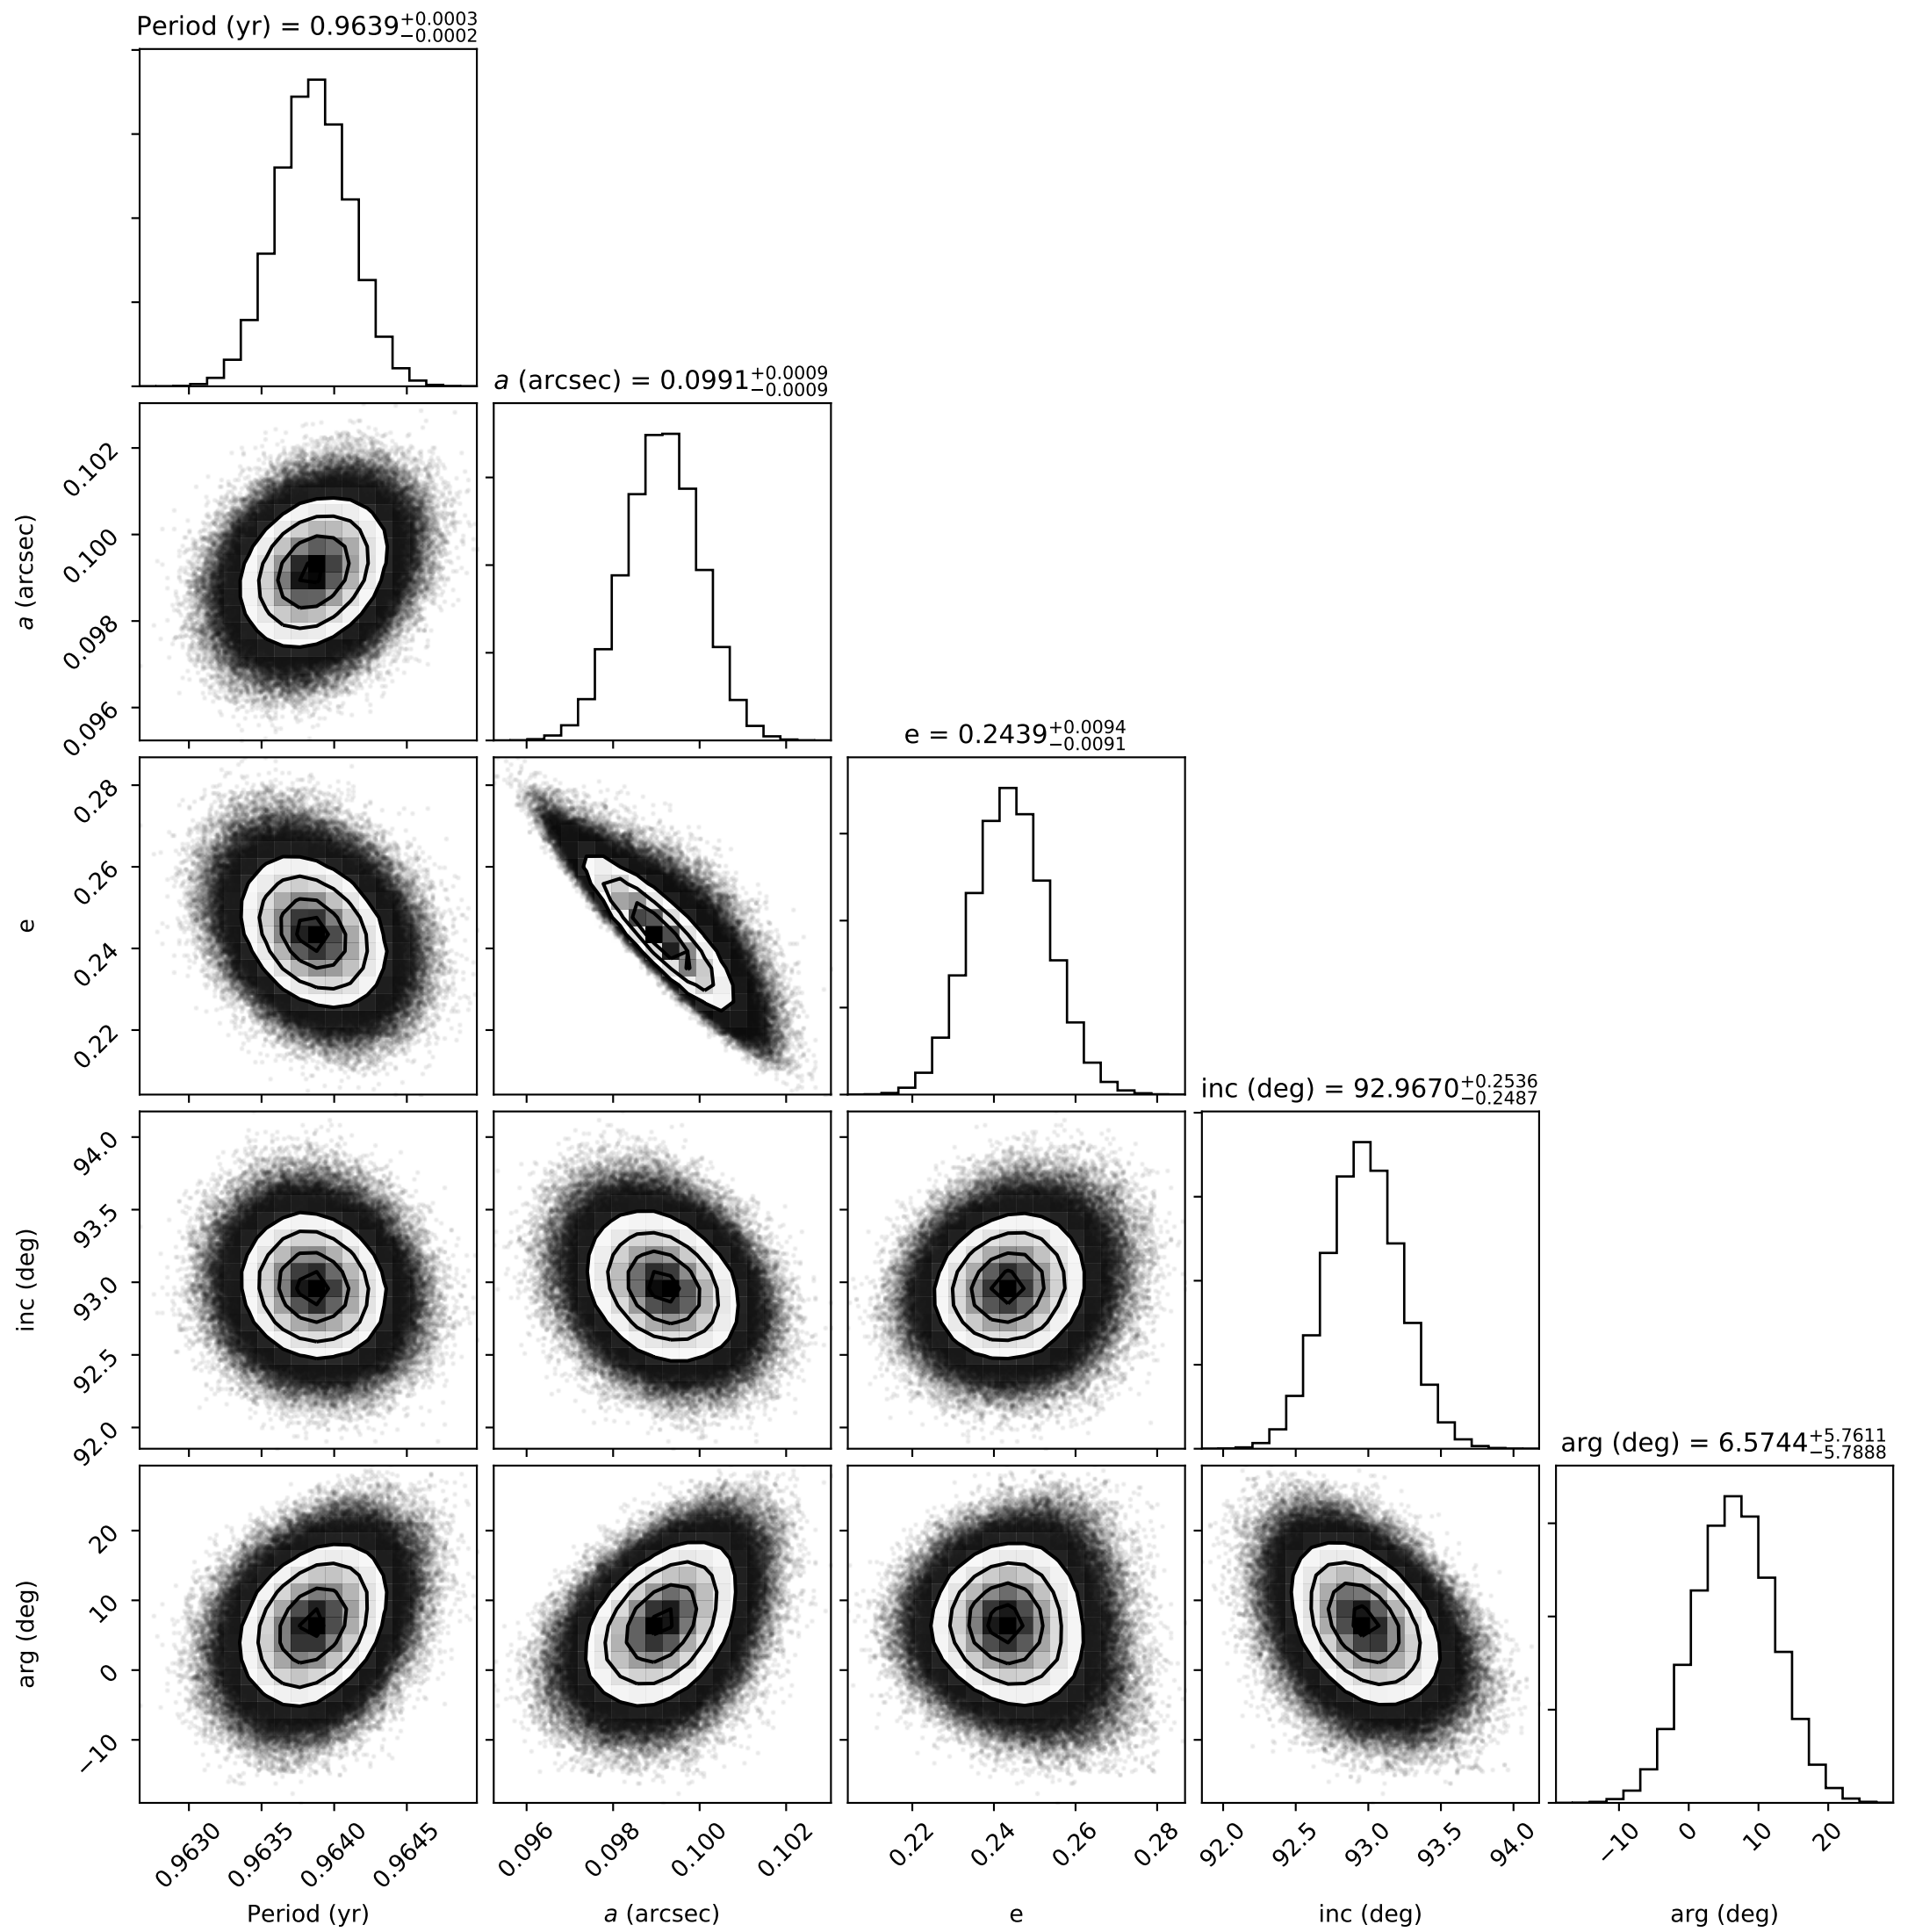 Period (yr) = 0.9639+0.0003−0.0002
a (arcsec) = 0.0991+0.0009−0.0009
0.102
0.100
0.098
0.096
a (arcsec)
e = 0.2439+0.0094−0.0091
0.28
0.26
0.24
0.22
e
inc (deg) = 92.9670+0.2536−0.2487
94.0
93.5
93.0
92.5
92.0
inc (deg)
arg (deg) = 6.5744+5.7611−5.7888
20
10
0
−10
arg (deg)
0.9630 0.9635 0.9640 0.9645 0.096 0.098 0.100 0.102 0.22 0.24 0.26 0.28 92.0 92.5 93.0 93.5 94.0 −10 0 10 20
Period (yr) a (arcsec) e inc (deg) arg (deg)